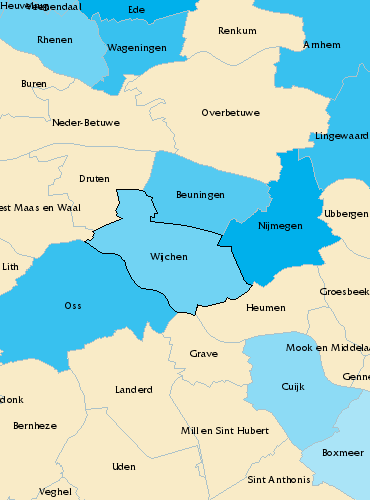 Heuvelrug
Veenendaal
Ede
Renkum
Rhenen
Wageningen
Arnhem
Buren
Overbetuwe
Neder-Betuwe
Lingewaard
Druten
Beuningen
est Maas en Waal
Ubbergen
Nijmegen
Wijchen
Lith
Groesbeek
Oss
Heumen
Grave
Mook en Middela
Genne
Landerd
Cuijk
donk
Bernheze
Mill en Sint Hubert
Boxmeer
Uden
Sint Anthonis
Veghel